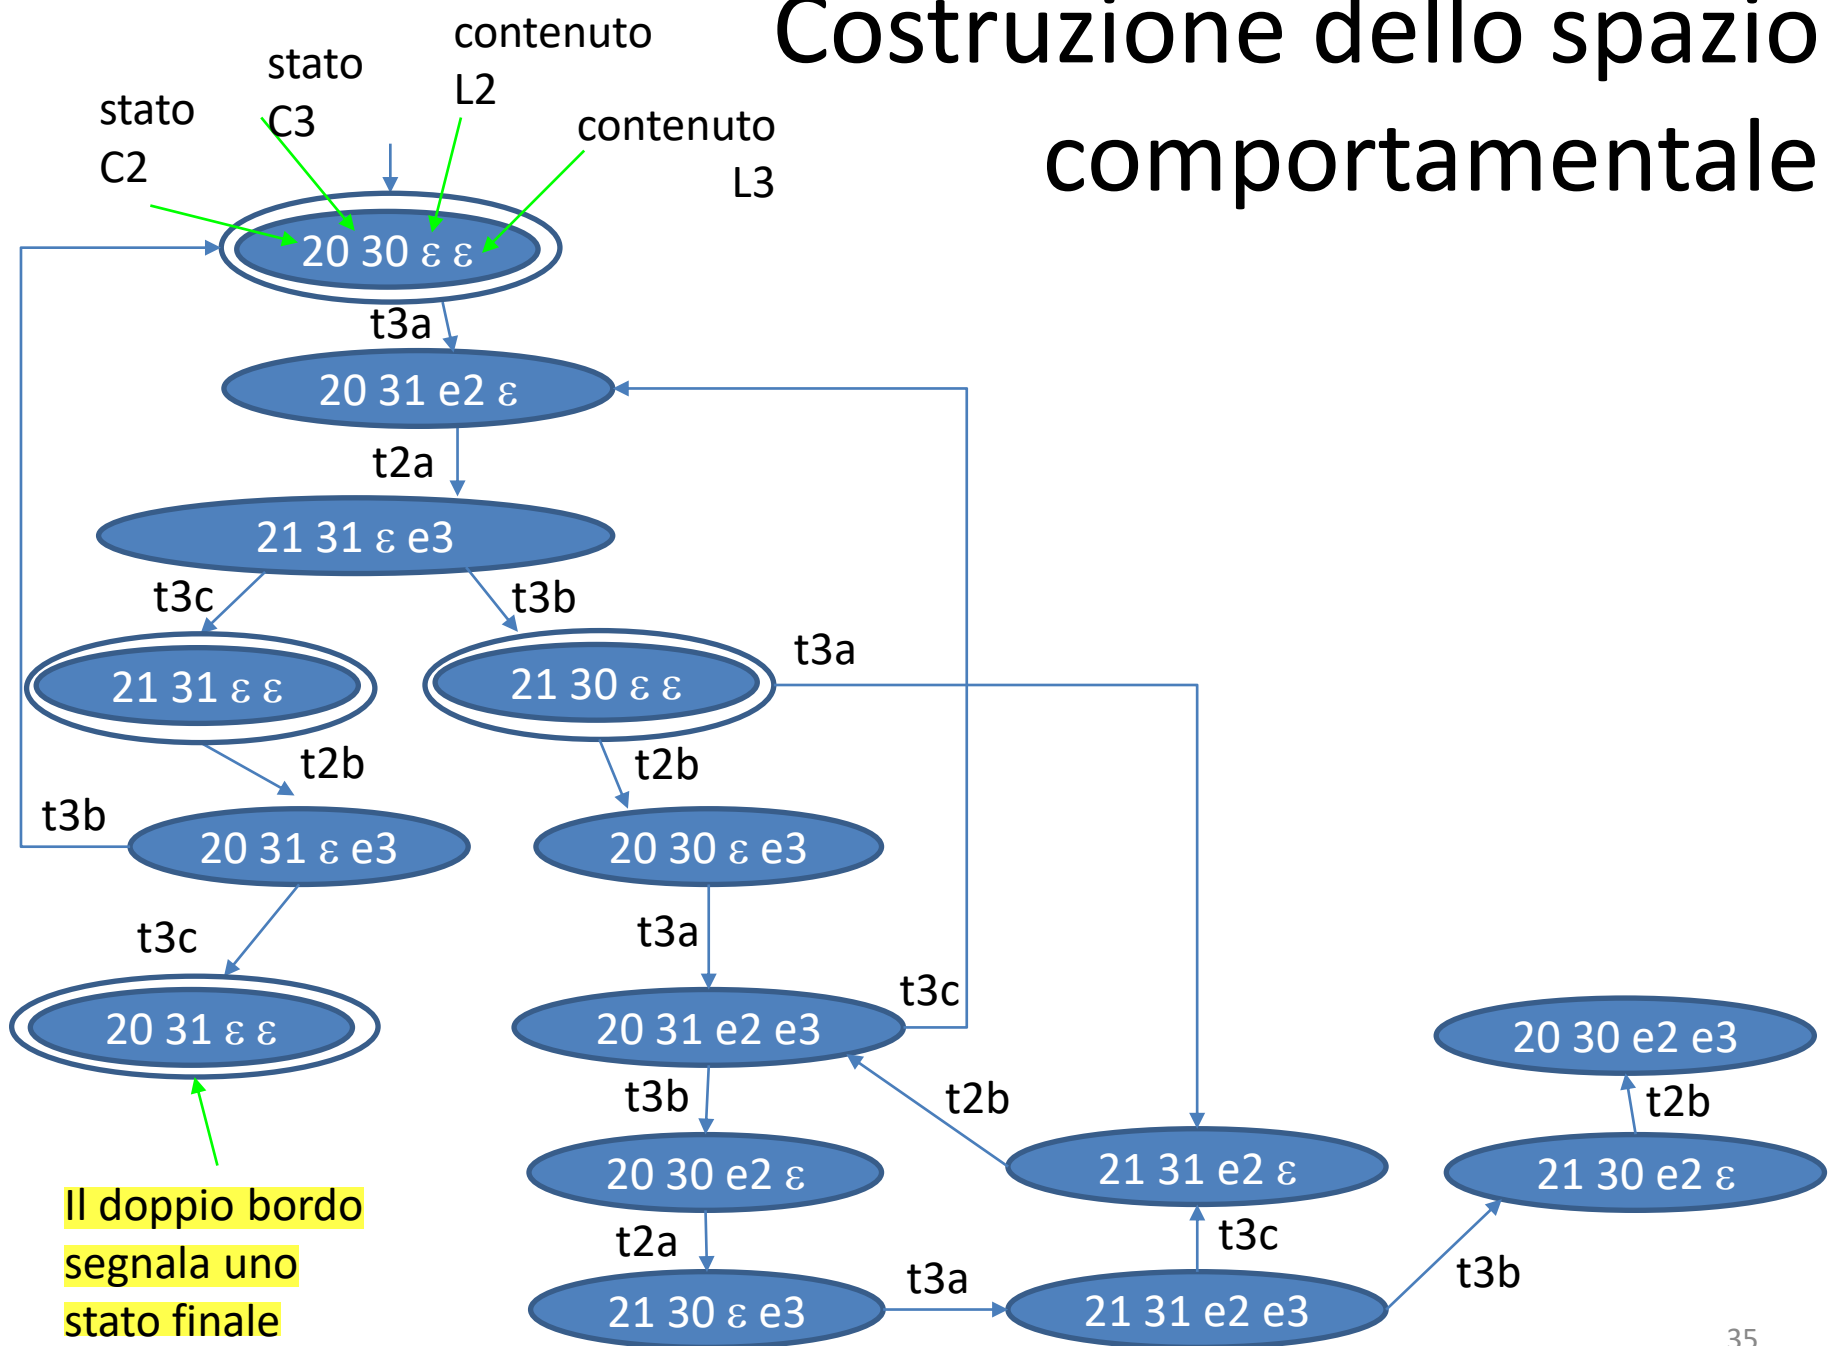 Costruzione dello spazio
comportamentale
stato
C2
stato
C3
contenuto
L2
contenuto
L3
20 30 ε ε
t3a
20 31 e2 ε
t2a
21 31 ε e3
t3c
t3b
21 31 ε ε
21 30 ε ε
t3a
t2b
t2b
t3b
20 31 ε e3
20 30 ε e3
t3c
t3a
t3c
20 31 ε ε
20 31 e2 e3
20 30 e2 e3
t3b
t2b
t2b
20 30 e2 ε
21 31 e2 ε
21 30 e2 ε
Il doppio bordo
segnala uno
stato finale
t2a
t3c
t3a
t3b
21 30 ε e3
21 31 e2 e3
35